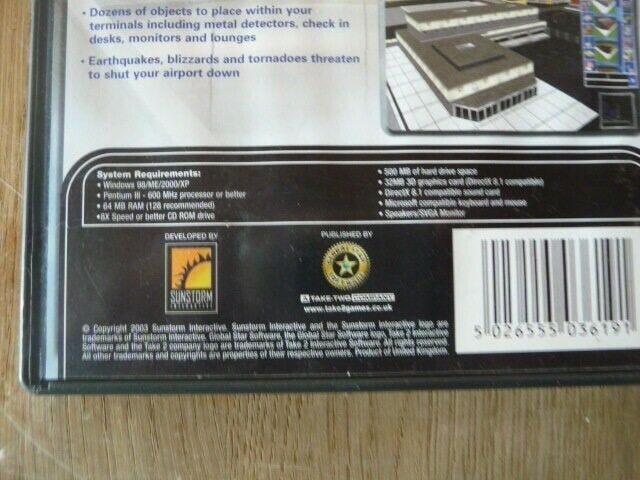 • Dozens of objects to place within your
terminals including metal detectors, check in
desks, monitors and lounges
• Earthquakes, blizzards and tornadoes threaten
to shut your airport down
System Requirements:
• Windows 98/ME/2000/XP
• Pentium III - 600 MHz processor or better
• 64 MB RAM (128 recommended)
•8X Speed or better CD ROM drive
• 500 MB of hard drive space
• 32MB 3D graphics card (DirectX 8.1 compatible)
• DirectX 8.1 compatible sound card
• Microsoft compatible keyboard and mouse
• Speakers/SVGA Monitor
DEVELOPED BY
SUNSTORM
INTERACTIVE
PUBLISHED BY
A TAKE-TWO COMPANY
www.take2games.co.uk
© Copyright 2003 Sunstorm Interactive. Sunstorm Interactive and the Sunstorm Interactive logo are
trademarks of Sunstorm Interactive. Global Star Software, The Global Star Software logo, Take 2 Interactive
Software and the Take 2 company logo are trademarks of Take 2 Interactive Software. All rights reserved.
All other trademarks and copyrights are properties of their respective owners. Product of United Kingdom.
5 026555 036191